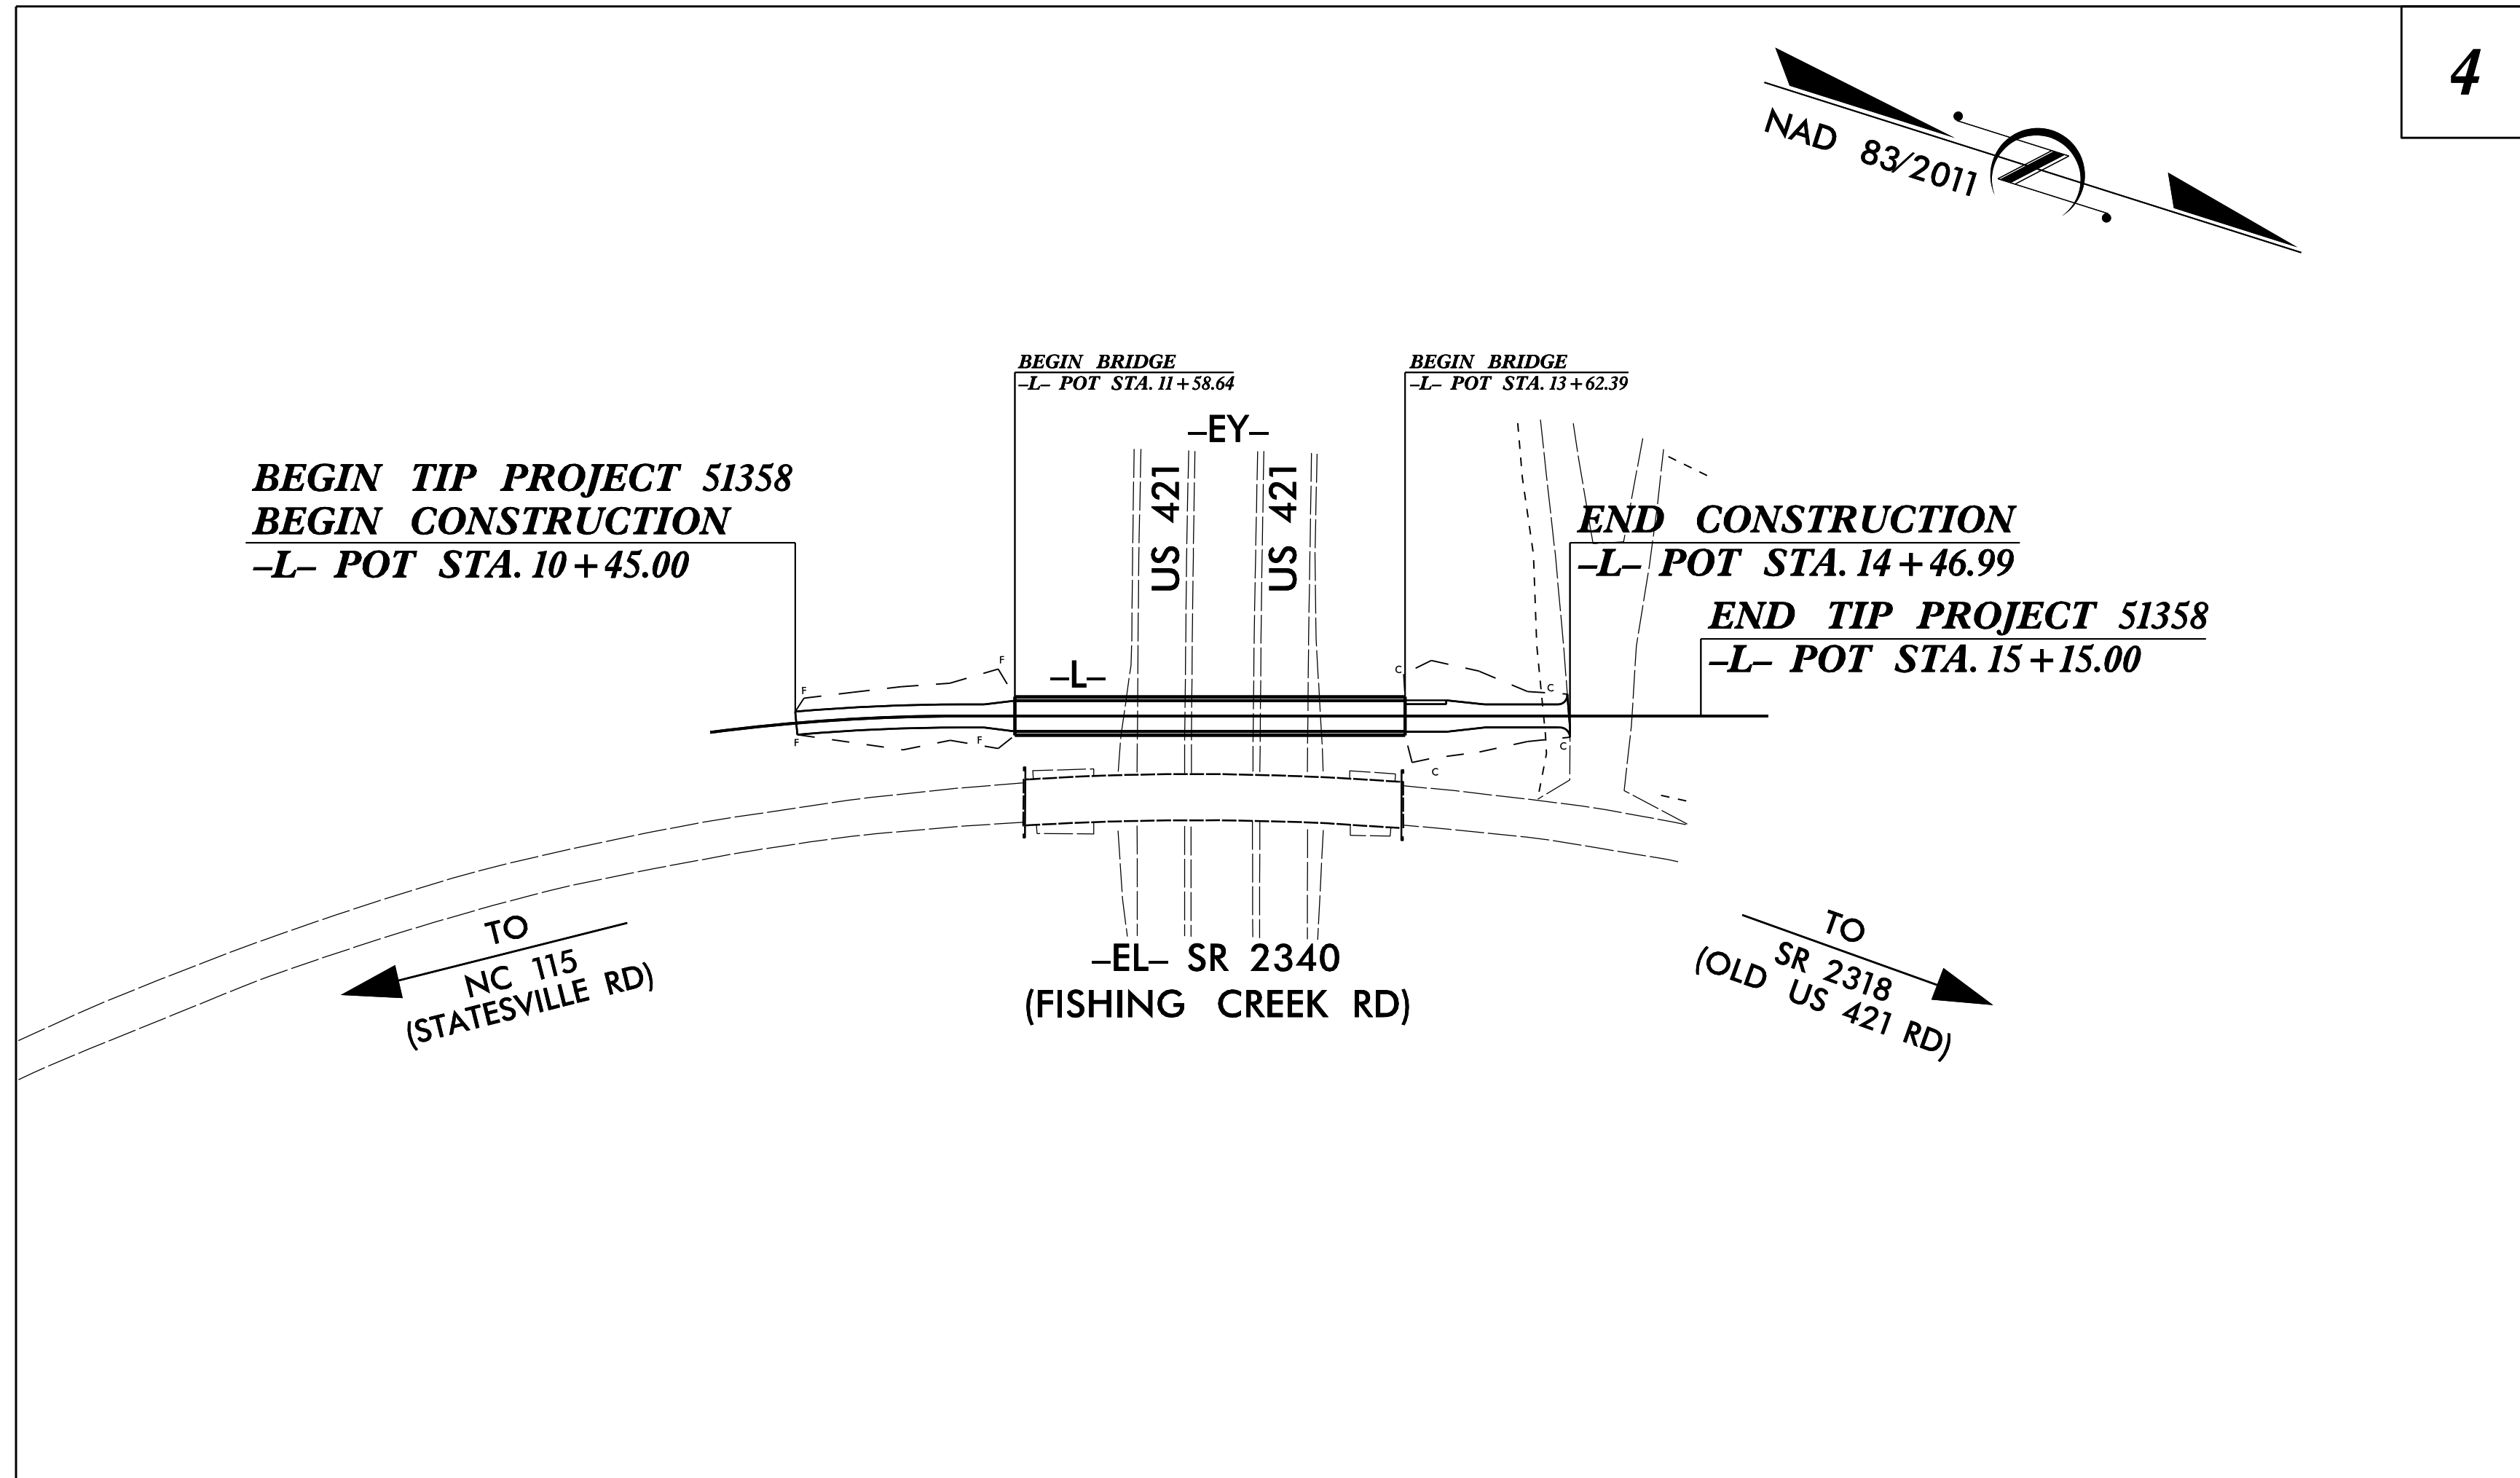 4
NAD 83/2011
BEGIN BRIDGE
–L– POT STA. 11+58.64
BEGIN BRIDGE
–L– POT STA. 13+62.39
–EY–
US 421
US 421
BEGIN TIP PROJECT 51358
BEGIN CONSTRUCTION
–L– POT STA. 10+45.00
END CONSTRUCTION
–L– POT STA. 14+46.99
END TIP PROJECT 51358
–L– POT STA. 15+15.00
–L–
F
F
F
F
C
C
C
C
TO
NC 115
(STATESVILLE RD)
–EL– SR 2340
(FISHING CREEK RD)
TO
SR 2318
(OLD US 421 RD)